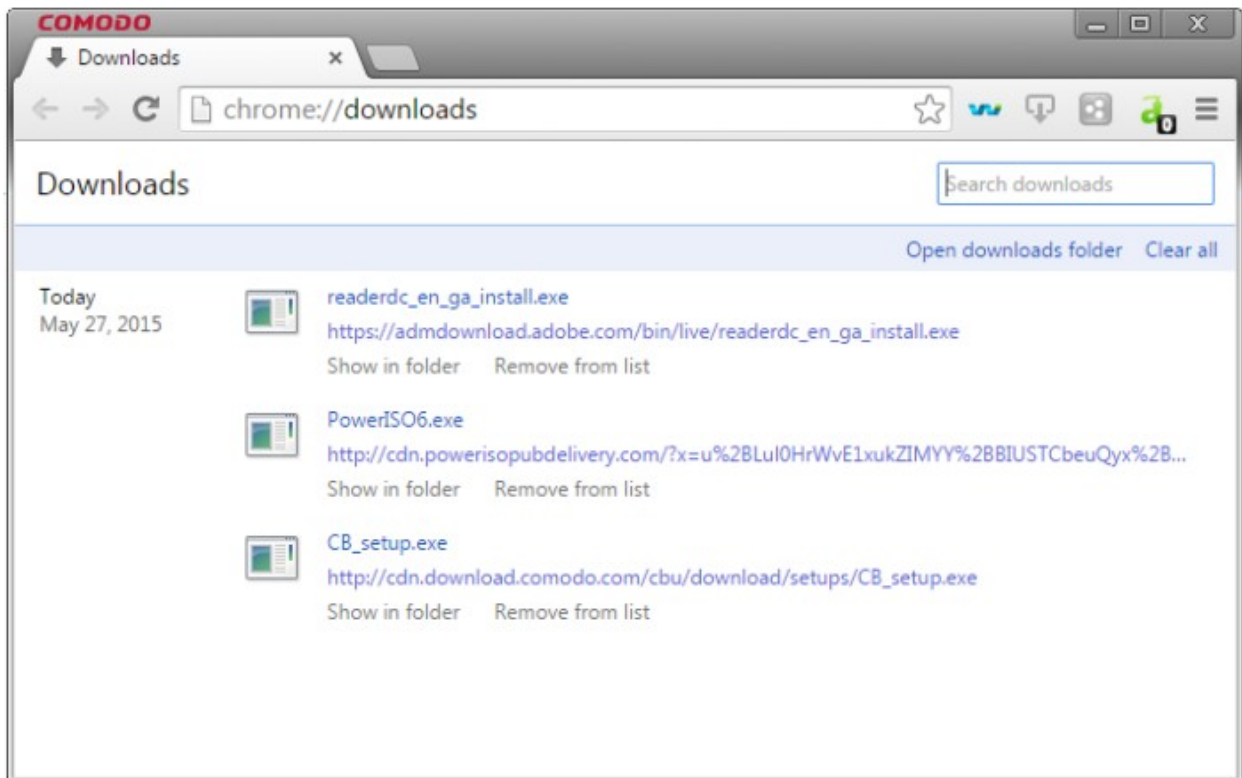 COMODO
Downloads
chrome://downloads
0
Downloads
Search downloads
Open downloads folder Clear all
Today
May 27, 2015
readerdc_en_ga_install.exe
https://admdownload.adobe.com/bin/live/readerdc_en_ga_install.exe
Show in folder Remove from list
PowerISO6.exe
http://cdn.powerisopubdelivery.com/?x=u%2BLul0HrWvE1xukZIMYY%2BBIUSTCbeuQyx%2B...
Show in folder Remove from list
CB_setup.exe
http://cdn.download.comodo.com/cbu/download/setups/CB_setup.exe
Show in folder Remove from list